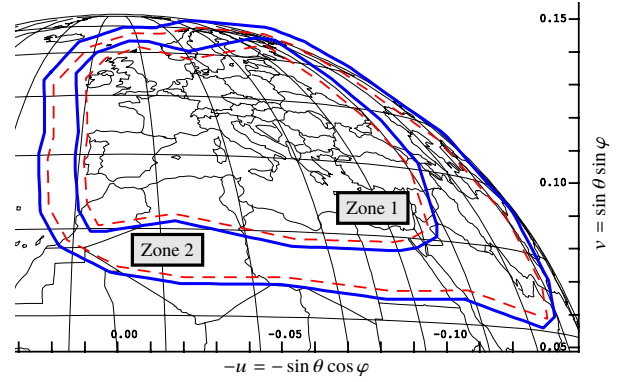 0.15
Zone 1
0.10
Zone 2
v = sin θ sin φ
0.00
-0.05
-0.10
0.05
−u = − sin θ cos φ